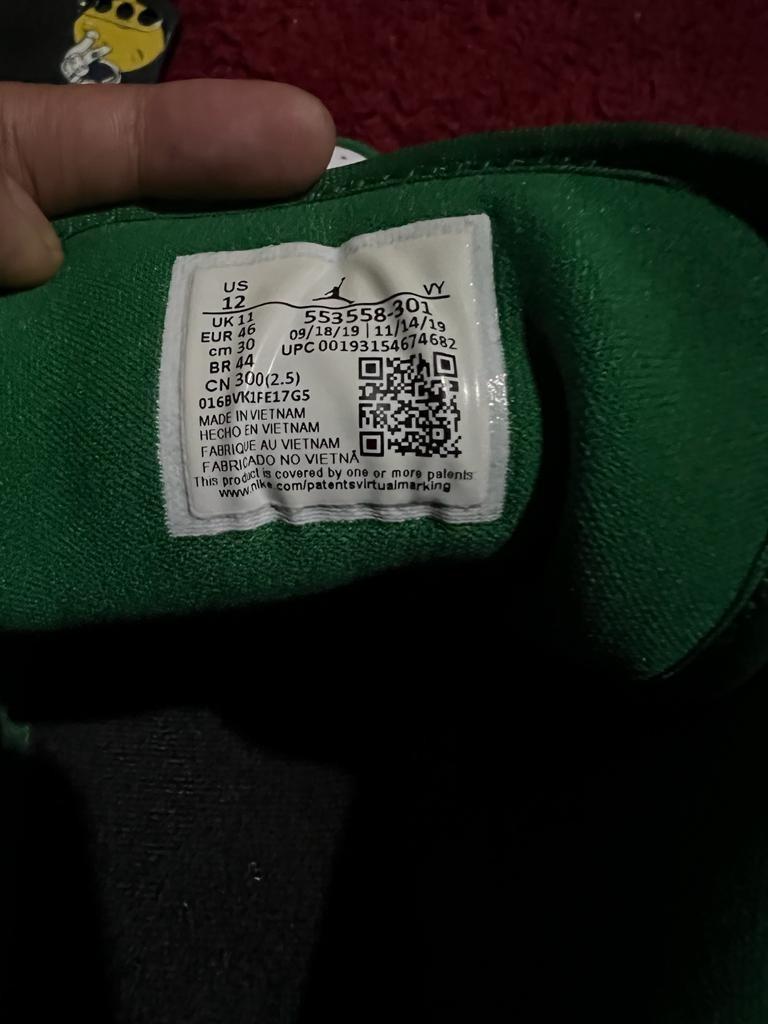 US VY
12
UK 11 553558-301
EUR 46 09/18/19 | 11/14/19
cm 30 UPC 00193154674682
BR 44
CN 300(2.5)
016BVK1FE17G5
MADE IN VIETNAM
HECHO EN VIETNAM
FABRIQUE AU VIETNAM
FABRICADO NO VIETNÃ
This product is covered by one or more patents
www.nike.com/patentsvirtualmarking